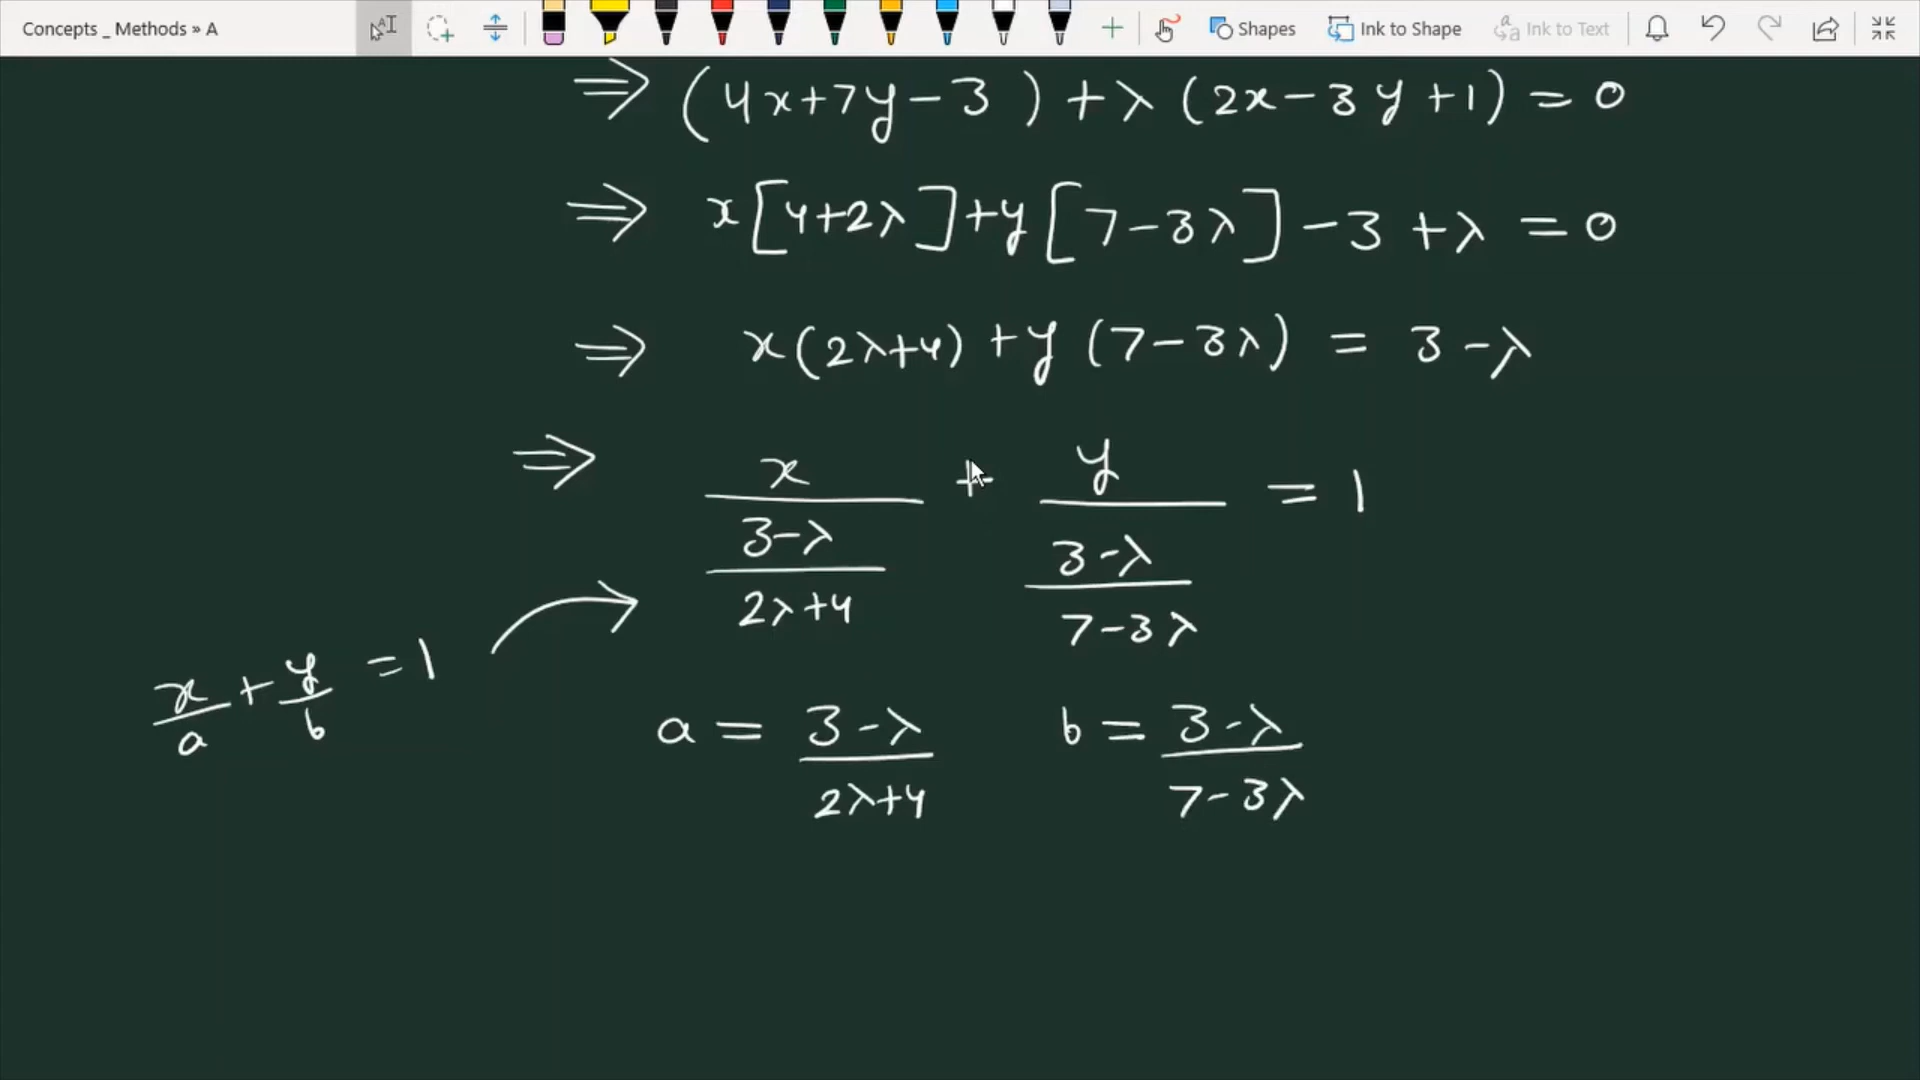 Concepts _ Methods » A
Shapes
Ink to Shape
Ink to Text
⇒ (4x+7y-3) + λ(2x-3y+1) = 0
⇒ x[4+2λ]+y[7-3λ]-3+λ = 0
⇒ x(2λ+4)+y(7-3λ) = 3-λ
⇒ x/((3-λ)/(2λ+4)) + y/((3-λ)/(7-3λ)) = 1
x/a + y/b = 1
a = (3-λ)/(2λ+4) b = (3-λ)/(7-3λ)